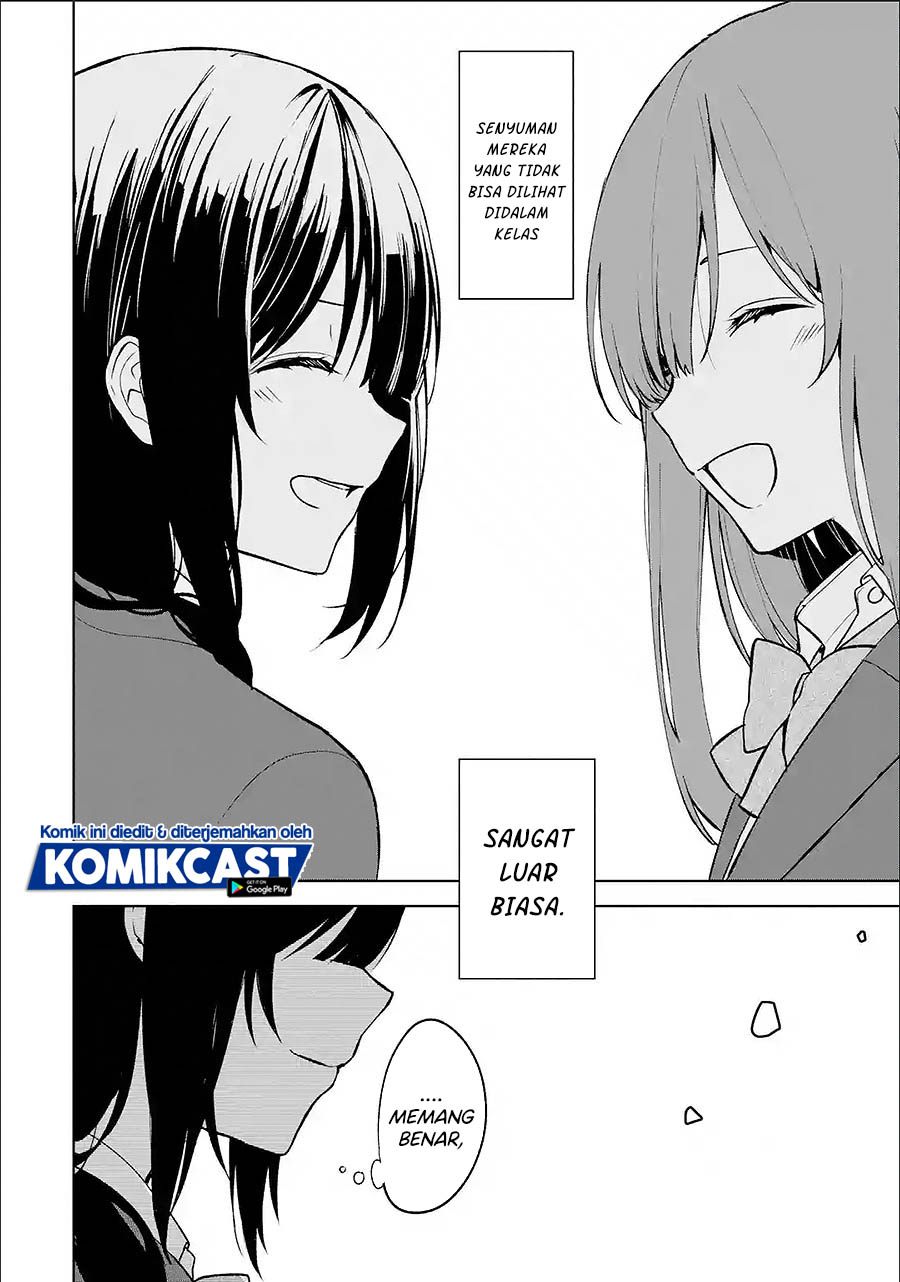 SENYUMAN
MEREKA
YANG TIDAK
BISA DILIHAT
DIDALAM
KELAS
SANGAT
LUAR
BIASA.
Komik ini diedit & diterjemahkan oleh
KOMIKCAST
GET IT ON
Google Play
....
MEMANG
BENAR,